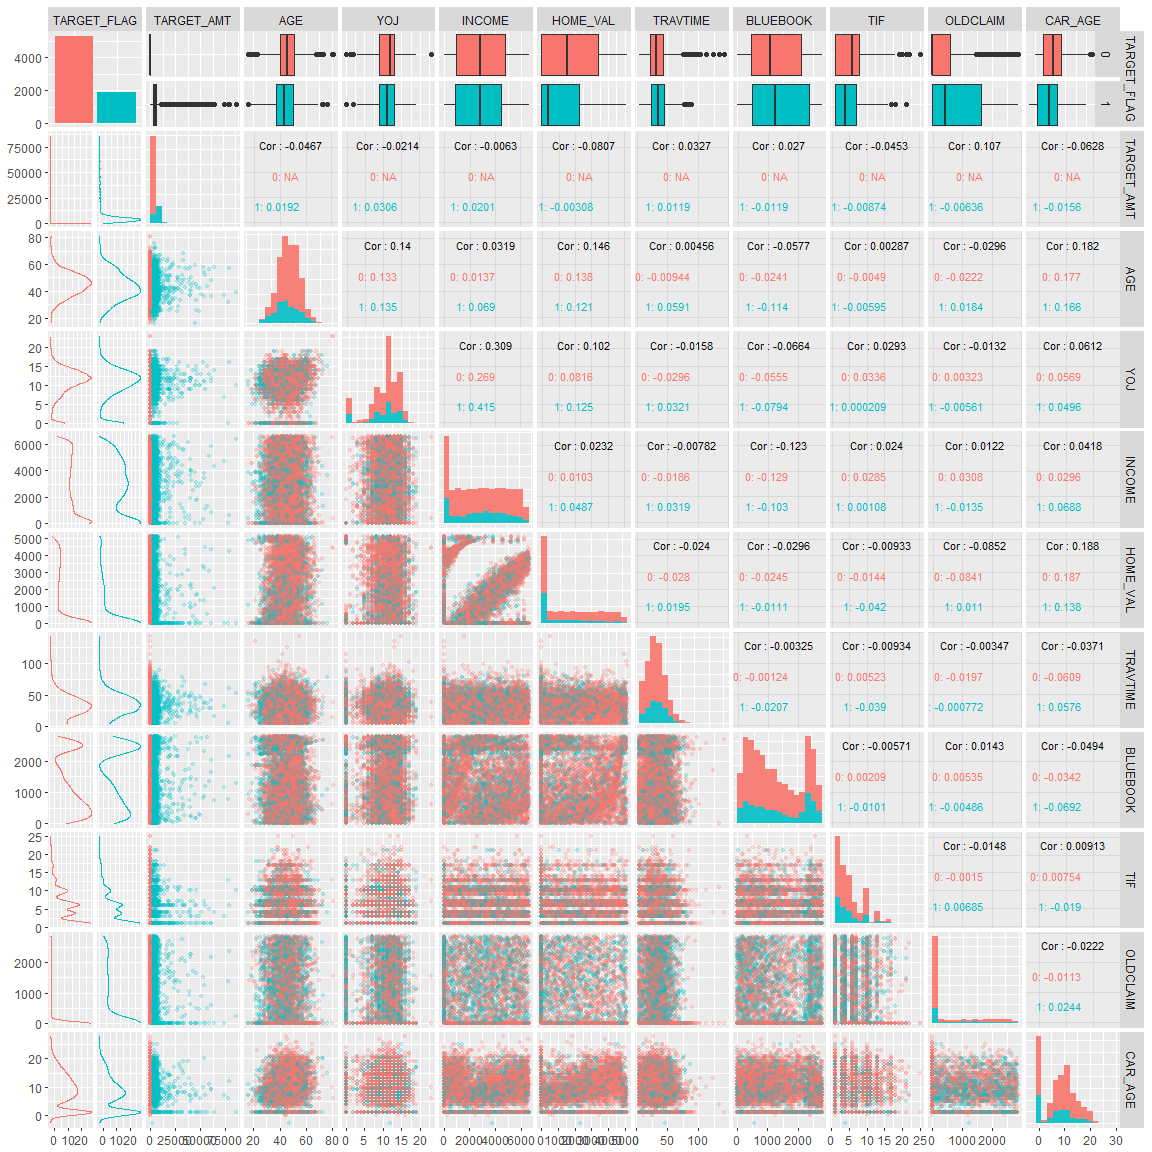 TARGET_FLAG TARGET_AMT AGE YOJ INCOME HOME_VAL TRAVTIME BLUEBOOK TIF OLDCLAIM CAR_AGE
4000
2000
0
0
1
TARGET_FLAG
75000
50000
25000
0
Cor : -0.0467 Cor : -0.0214 Cor : -0.0063 Cor : -0.0807 Cor : 0.0327 Cor : 0.027 Cor : -0.0453 Cor : 0.107 Cor : -0.0628
0: NA 0: NA 0: NA 0: NA 0: NA 0: NA 0: NA 0: NA 0: NA
1: 0.0192 1: 0.0306 1: 0.0201 1: -0.00308 1: 0.0119 1: -0.0119 1: -0.00874 1: -0.00636 1: -0.0156
TARGET_AMT
80
60
40
20
Cor : 0.14 Cor : 0.0319 Cor : 0.146 Cor : 0.00456 Cor : -0.0577 Cor : 0.00287 Cor : -0.0296 Cor : 0.182
0: 0.133 0: 0.0137 0: 0.138 0: -0.00944 0: -0.0241 0: -0.0049 0: -0.0222 0: 0.177
1: 0.135 1: 0.069 1: 0.121 1: 0.0591 1: -0.114 1: -0.00595 1: 0.0184 1: 0.166
AGE
20
15
10
5
0
Cor : 0.309 Cor : 0.102 Cor : -0.0158 Cor : -0.0664 Cor : 0.0293 Cor : -0.0132 Cor : 0.0612
0: 0.269 0: 0.0816 0: -0.0296 0: -0.0555 0: 0.0336 0: 0.00323 0: 0.0569
1: 0.415 1: 0.125 1: 0.0321 1: -0.0794 1: 0.000209 1: -0.00561 1: 0.0496
YOJ
6000
4000
2000
0
Cor : 0.0232 Cor : -0.00782 Cor : -0.123 Cor : 0.024 Cor : 0.0122 Cor : 0.0418
0: 0.0103 0: -0.0186 0: -0.129 0: 0.0285 0: 0.0308 0: 0.0296
1: 0.0487 1: 0.0319 1: -0.103 1: 0.00108 1: -0.0135 1: 0.0688
INCOME
5000
4000
3000
2000
1000
0
Cor : -0.024 Cor : -0.0296 Cor : -0.00933 Cor : -0.0852 Cor : 0.188
0: -0.028 0: -0.0245 0: -0.0144 0: -0.0841 0: 0.187
1: 0.0195 1: -0.0111 1: -0.042 1: 0.011 1: 0.138
HOME_VAL
100
50
0
Cor : -0.00325 Cor : -0.00934 Cor : -0.00347 Cor : -0.0371
0: -0.00124 0: 0.00523 0: -0.0197 0: -0.0609
1: -0.0207 1: -0.039 1: -0.000772 1: 0.0576
TRAVTIME
2000
1000
0
Cor : -0.00571 Cor : 0.0143 Cor : -0.0494
0: 0.00209 0: 0.00535 0: -0.0342
1: -0.0101 1: -0.00486 1: -0.0692
BLUEBOOK
25
20
15
10
5
0
Cor : -0.0148 Cor : 0.00913
0: -0.0015 0: 0.00754
1: 0.00685 1: -0.019
TIF
2000
1000
0
Cor : -0.0222
0: -0.0113
1: 0.0244
OLDCLAIM
20
10
0
CAR_AGE
0 1020 0 1020 0 250005000075000 20 40 60 80 0 5 10 15 20 0 200040006000 010002000300040005000 0 50 100 0 1000 2000 0 5 10 15 20 25 0 1000 2000 0 10 20 30